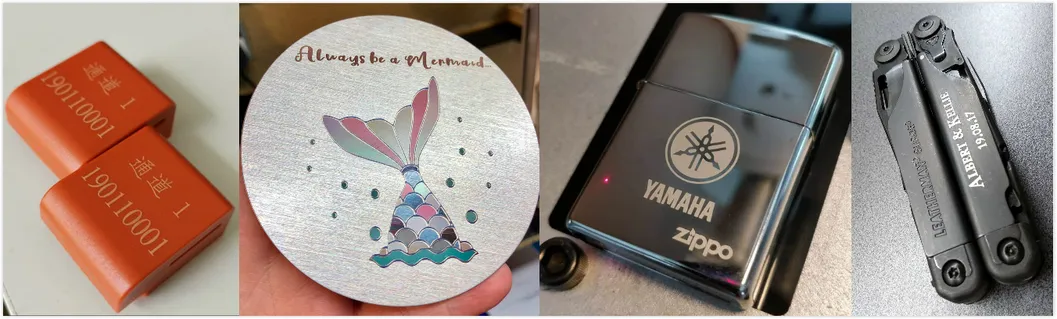 通道 1
190110001
通道 1
190110001
Always be a Mermaid
YAMAHA
zippo
LEATHERMAN
ALBERT & KELLIE
19.08.17